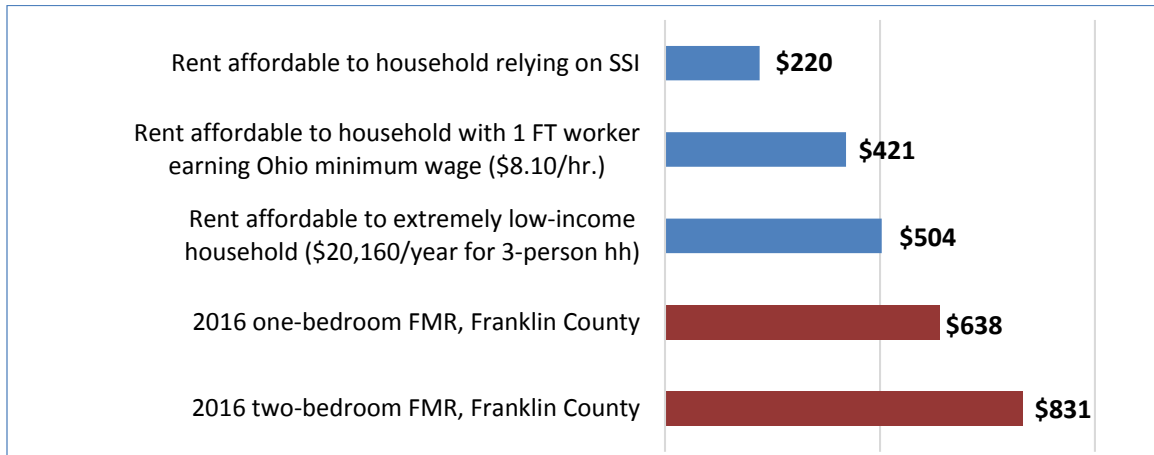 Rent affordable to household relying on SSI
$220
Rent affordable to household with 1 FT worker
earning Ohio minimum wage ($8.10/hr.)
$421
Rent affordable to extremely low-income
household ($20,160/year for 3-person hh)
$504
2016 one-bedroom FMR, Franklin County
$638
2016 two-bedroom FMR, Franklin County
$831